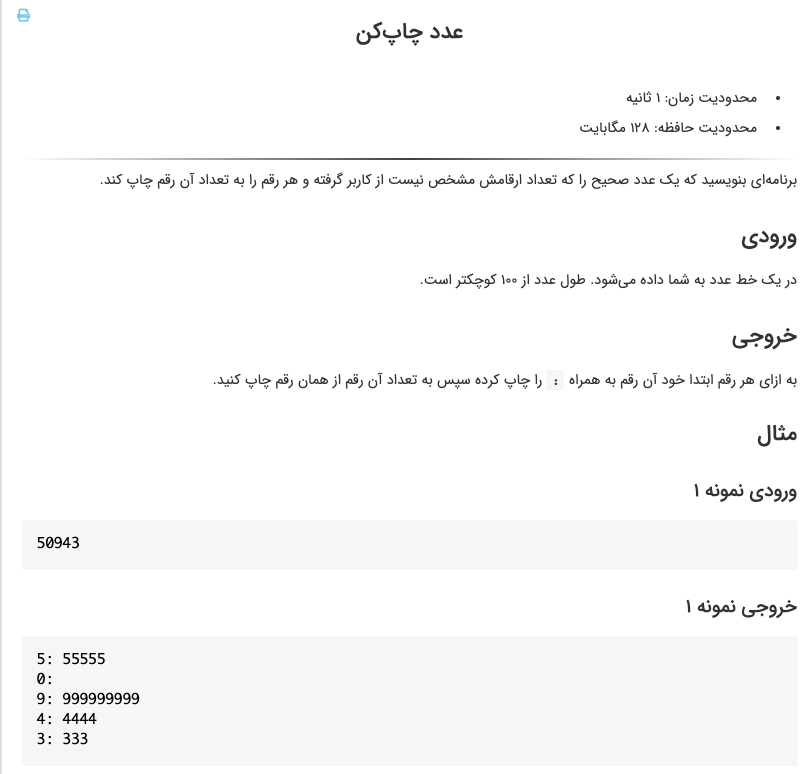 عدد چاپ‌کن
محدودیت زمان: ۱ ثانیه
محدودیت حافظه: ۱۲۸ مگابایت
برنامه‌ای بنویسید که یک عدد صحیح را که تعداد ارقامش مشخص نیست از کاربر گرفته و هر رقم را به تعداد آن رقم چاپ کند.
ورودی
در یک خط عدد به شما داده می‌شود. طول عدد از ۱۰۰ کوچکتر است.
خروجی
به ازای هر رقم ابتدا خود آن رقم به همراه : را چاپ کرده سپس به تعداد آن رقم از همان رقم چاپ کنید.
مثال
ورودی نمونه ۱
50943
خروجی نمونه ۱
5: 55555
0:
9: 999999999
4: 4444
3: 333